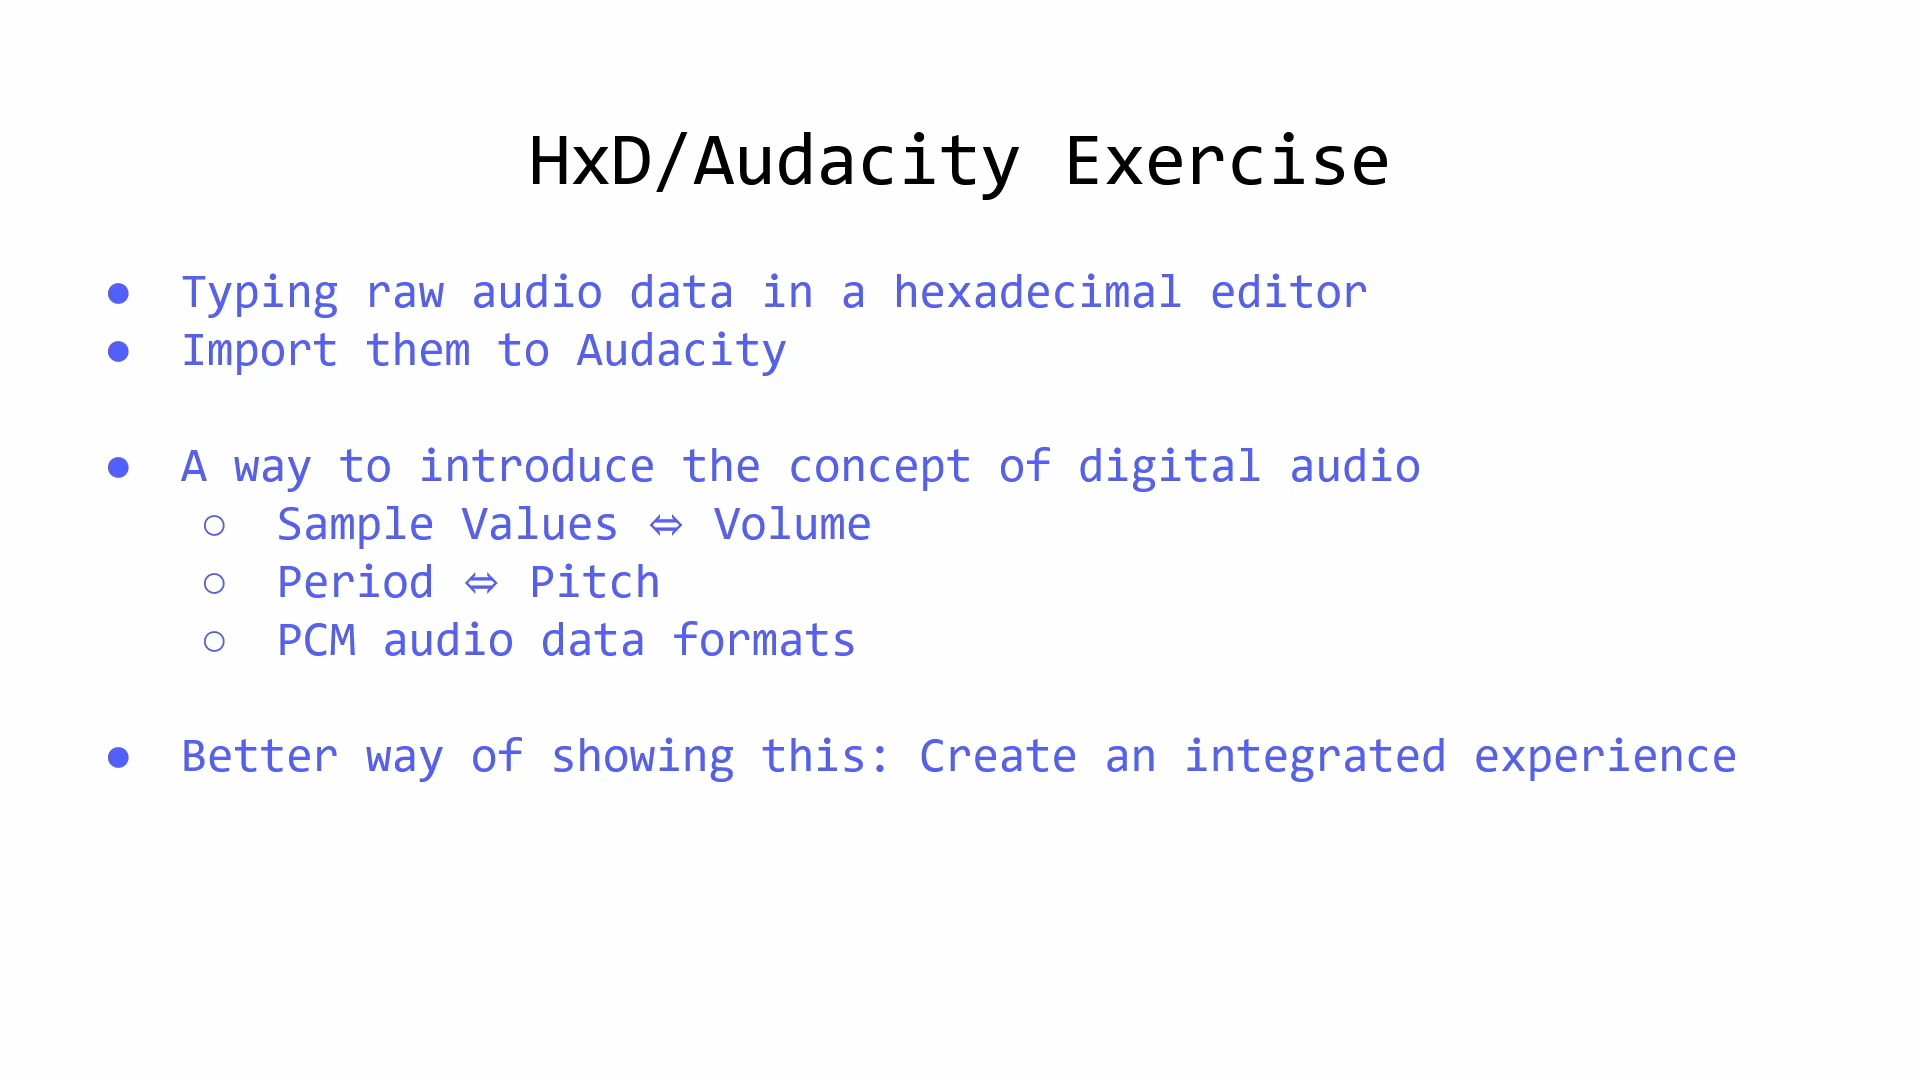 HxD/Audacity Exercise
● Typing raw audio data in a hexadecimal editor
● Import them to Audacity
● A way to introduce the concept of digital audio
○ Sample Values ⇔ Volume
○ Period ⇔ Pitch
○ PCM audio data formats
● Better way of showing this: Create an integrated experience